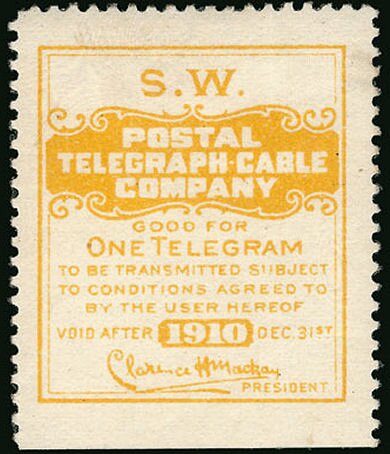 S.W.
POSTAL
TELEGRAPH-CABLE
COMPANY
GOOD FOR
ONE TELEGRAM
TO BE TRANSMITTED SUBJECT
TO CONDITIONS AGREED TO
BY THE USER HEREOF
VOID AFTER 1910 DEC. 31ST
Clarence H Mackay
PRESIDENT